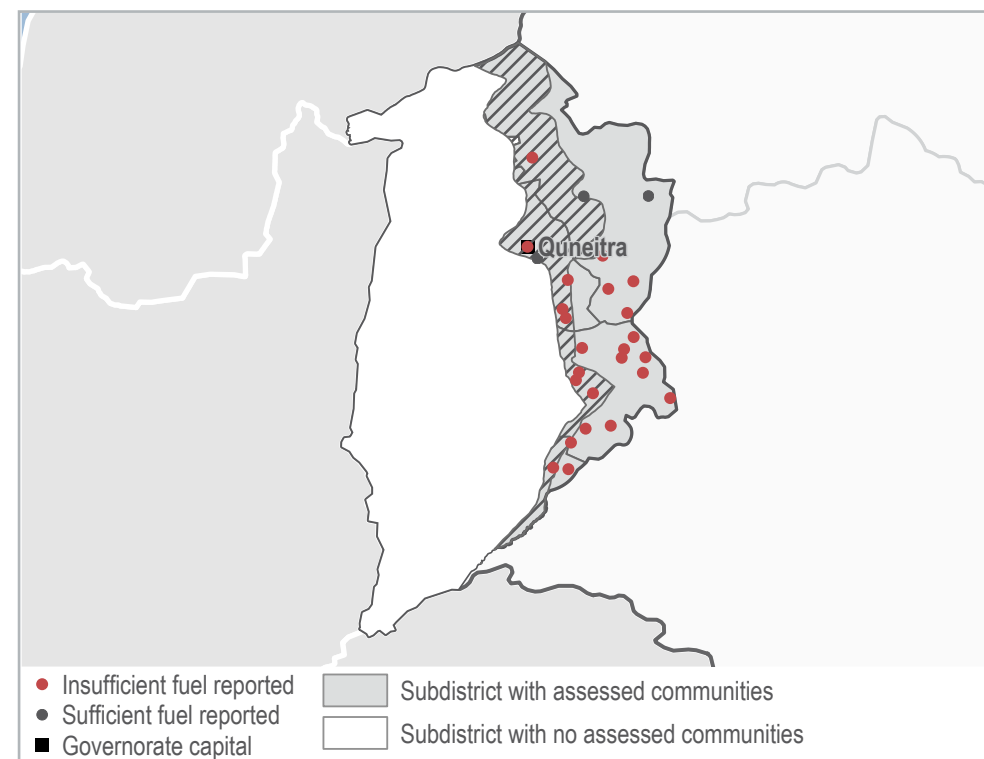 Quneitra
Insufficient fuel reported
Sufficient fuel reported
Governorate capital
Subdistrict with assessed communities
Subdistrict with no assessed communities